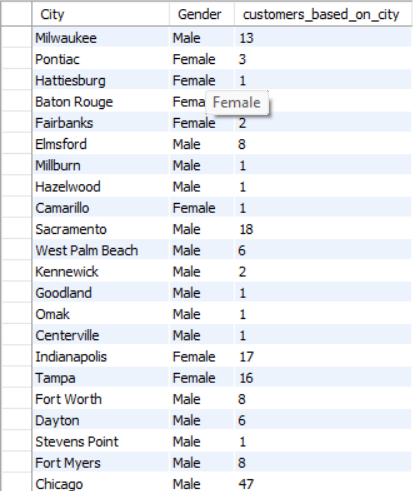 City Gender customers_based_on_city
Milwaukee Male 13
Pontiac Female 3
Hattiesburg Female 1
Baton Rouge Fema Female
Fairbanks Female 2
Elmsford Male 8
Millburn Male 1
Hazelwood Male 1
Camarillo Female 1
Sacramento Male 18
West Palm Beach Male 6
Kennewick Male 2
Goodland Male 1
Omak Male 1
Centerville Male 1
Indianapolis Female 17
Tampa Female 16
Fort Worth Male 8
Dayton Male 6
Stevens Point Male 1
Fort Myers Male 8
Chicago Male 47